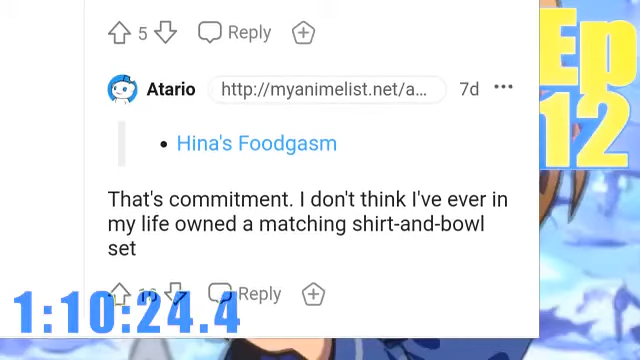 5 Reply
Ep
12
Atario http://myanimelist.net/a... 7d
Hina's Foodgasm
That's commitment. I don't think I've ever in
my life owned a matching shirt-and-bowl
set
Reply
1:10:24.4